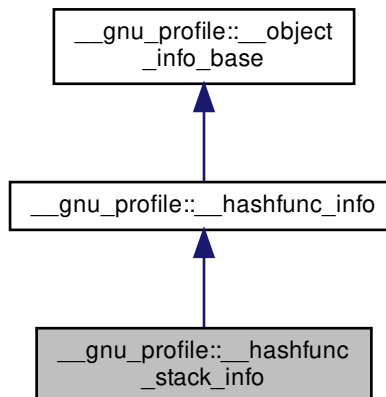 __gnu_profile::__object
_info_base
__gnu_profile::__hashfunc_info
__gnu_profile::__hashfunc
_stack_info